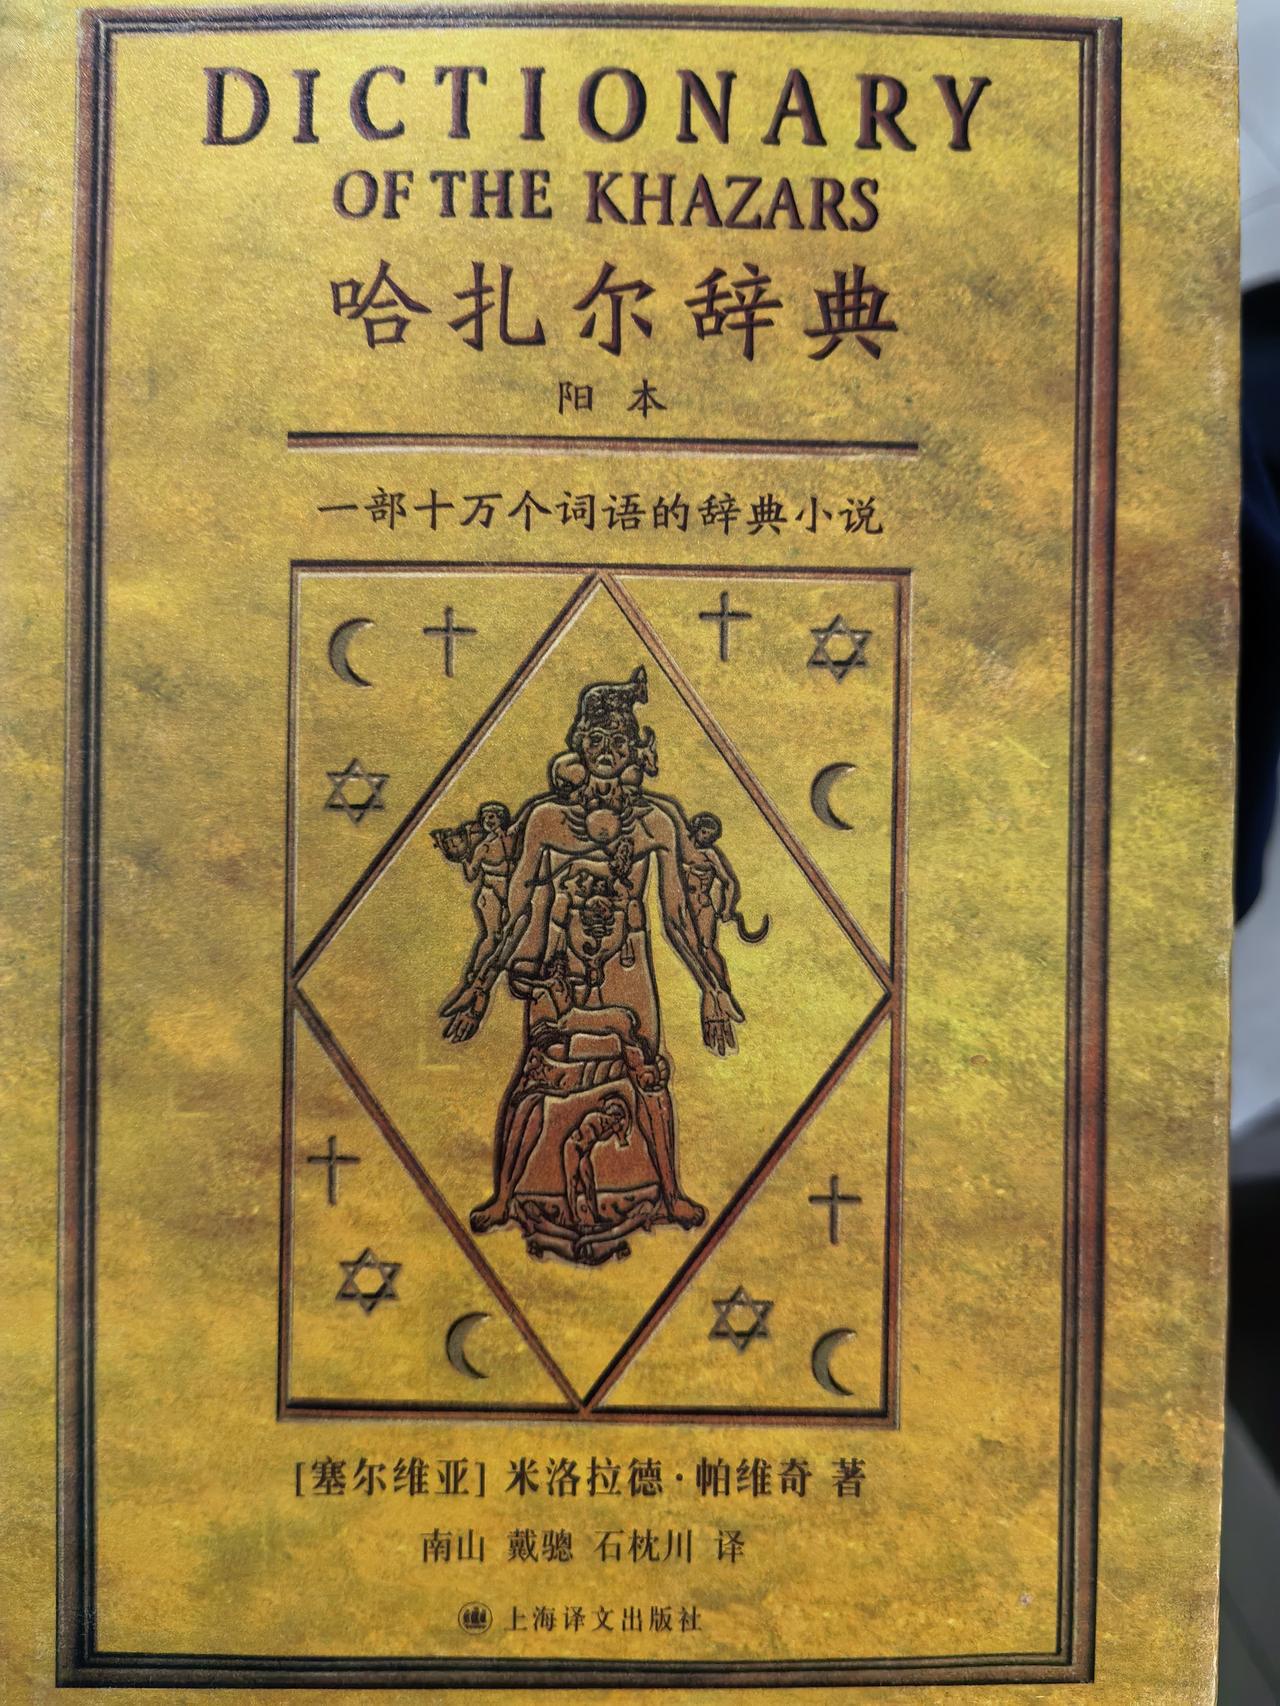 DICTIONARY
OF THE KHAZARS
哈扎尔辞典
阳本
一部十万个词语的辞典小说
[塞尔维亚] 米洛拉德·帕维奇 著
南山 戴骢 石枕川 译
上海译文出版社